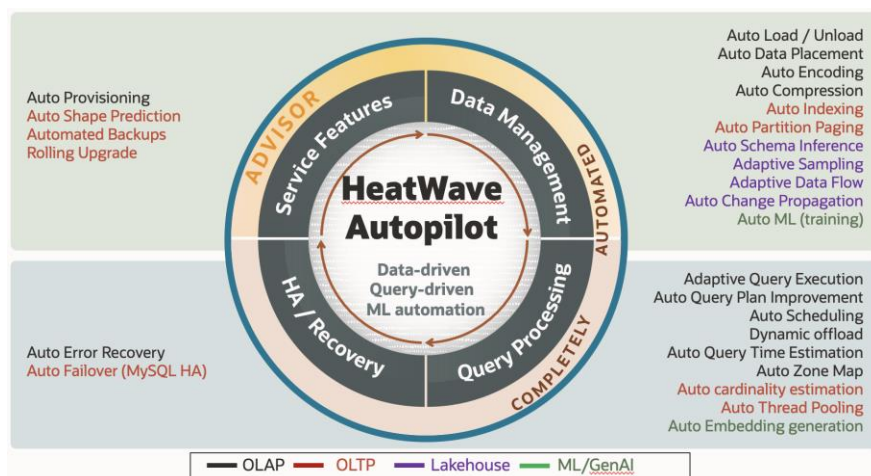 Auto Provisioning
Auto Shape Prediction
Automated Backups
Rolling Upgrade
Auto Load / Unload
Auto Data Placement
Auto Encoding
Auto Compression
Auto Indexing
Auto Partition Paging
Auto Schema Inference
Adaptive Sampling
Adaptive Data Flow
Auto Change Propagation
Auto ML (training)
ADVISOR
Service Features
Data Management
HeatWave
Autopilot
Data-driven
Query-driven
ML automation
HA / Recovery
Query Processing
COMPLETELY
AUTOMATED
Auto Error Recovery
Auto Failover (MySQL HA)
Adaptive Query Execution
Auto Query Plan Improvement
Auto Scheduling
Dynamic offload
Auto Query Time Estimation
Auto Zone Map
Auto cardinality estimation
Auto Thread Pooling
Auto Embedding generation
OLAP
OLTP
Lakehouse
ML/GenAI